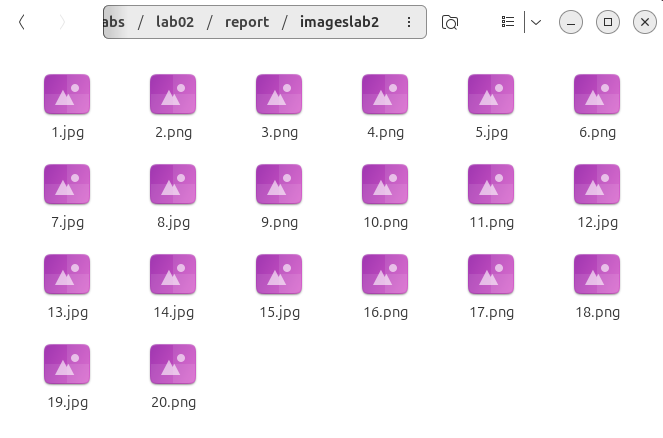 abs / lab02 / report / imageslab2
1.jpg 2.png 3.png 4.png 5.jpg 6.png
7.jpg 8.jpg 9.png 10.png 11.png 12.jpg
13.jpg 14.jpg 15.jpg 16.png 17.png 18.png
19.jpg 20.png